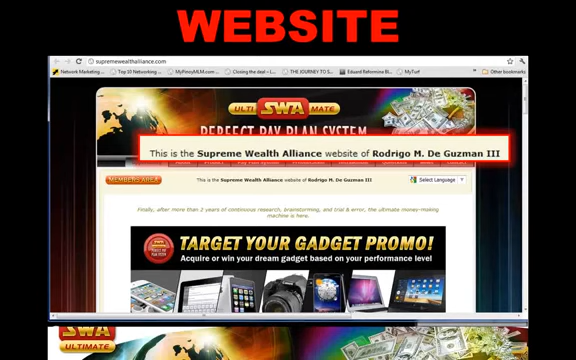 WEBSITE
supremewealthalliance.com
Network Marketing ...
Top 10 Networking ...
MyPinoyMLM.com
Closing the deal – L...
THE JOURNEY TO S...
Eduard Reformina B...
MyTurf
Other bookmarks
ULTI SWA MATE
PERFECT PAY PLAN SYSTEM
This is the Supreme Wealth Alliance website of Rodrigo M. De Guzman III
MEMBERS AREA
This is the Supreme Wealth Alliance website of Rodrigo M. De Guzman III
Select Language
Finally, after more than 2 years of continuous research, brainstorming, and trial & error, the ultimate money-making
machine is here.
TARGET YOUR GADGET PROMO!
Acquire or win your dream gadget based on your performance level
SWA
ULTIMATE